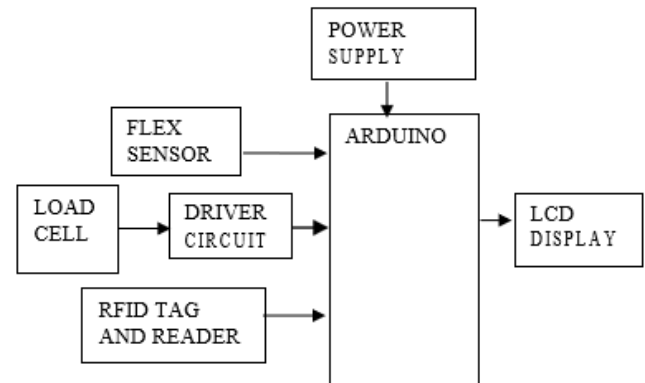 POWER
SUPPLY
FLEX
SENSOR
ARDUINO
LOAD
CELL
DRIVER
CIRCUIT
LCD
DISPLAY
RFID TAG
AND READER